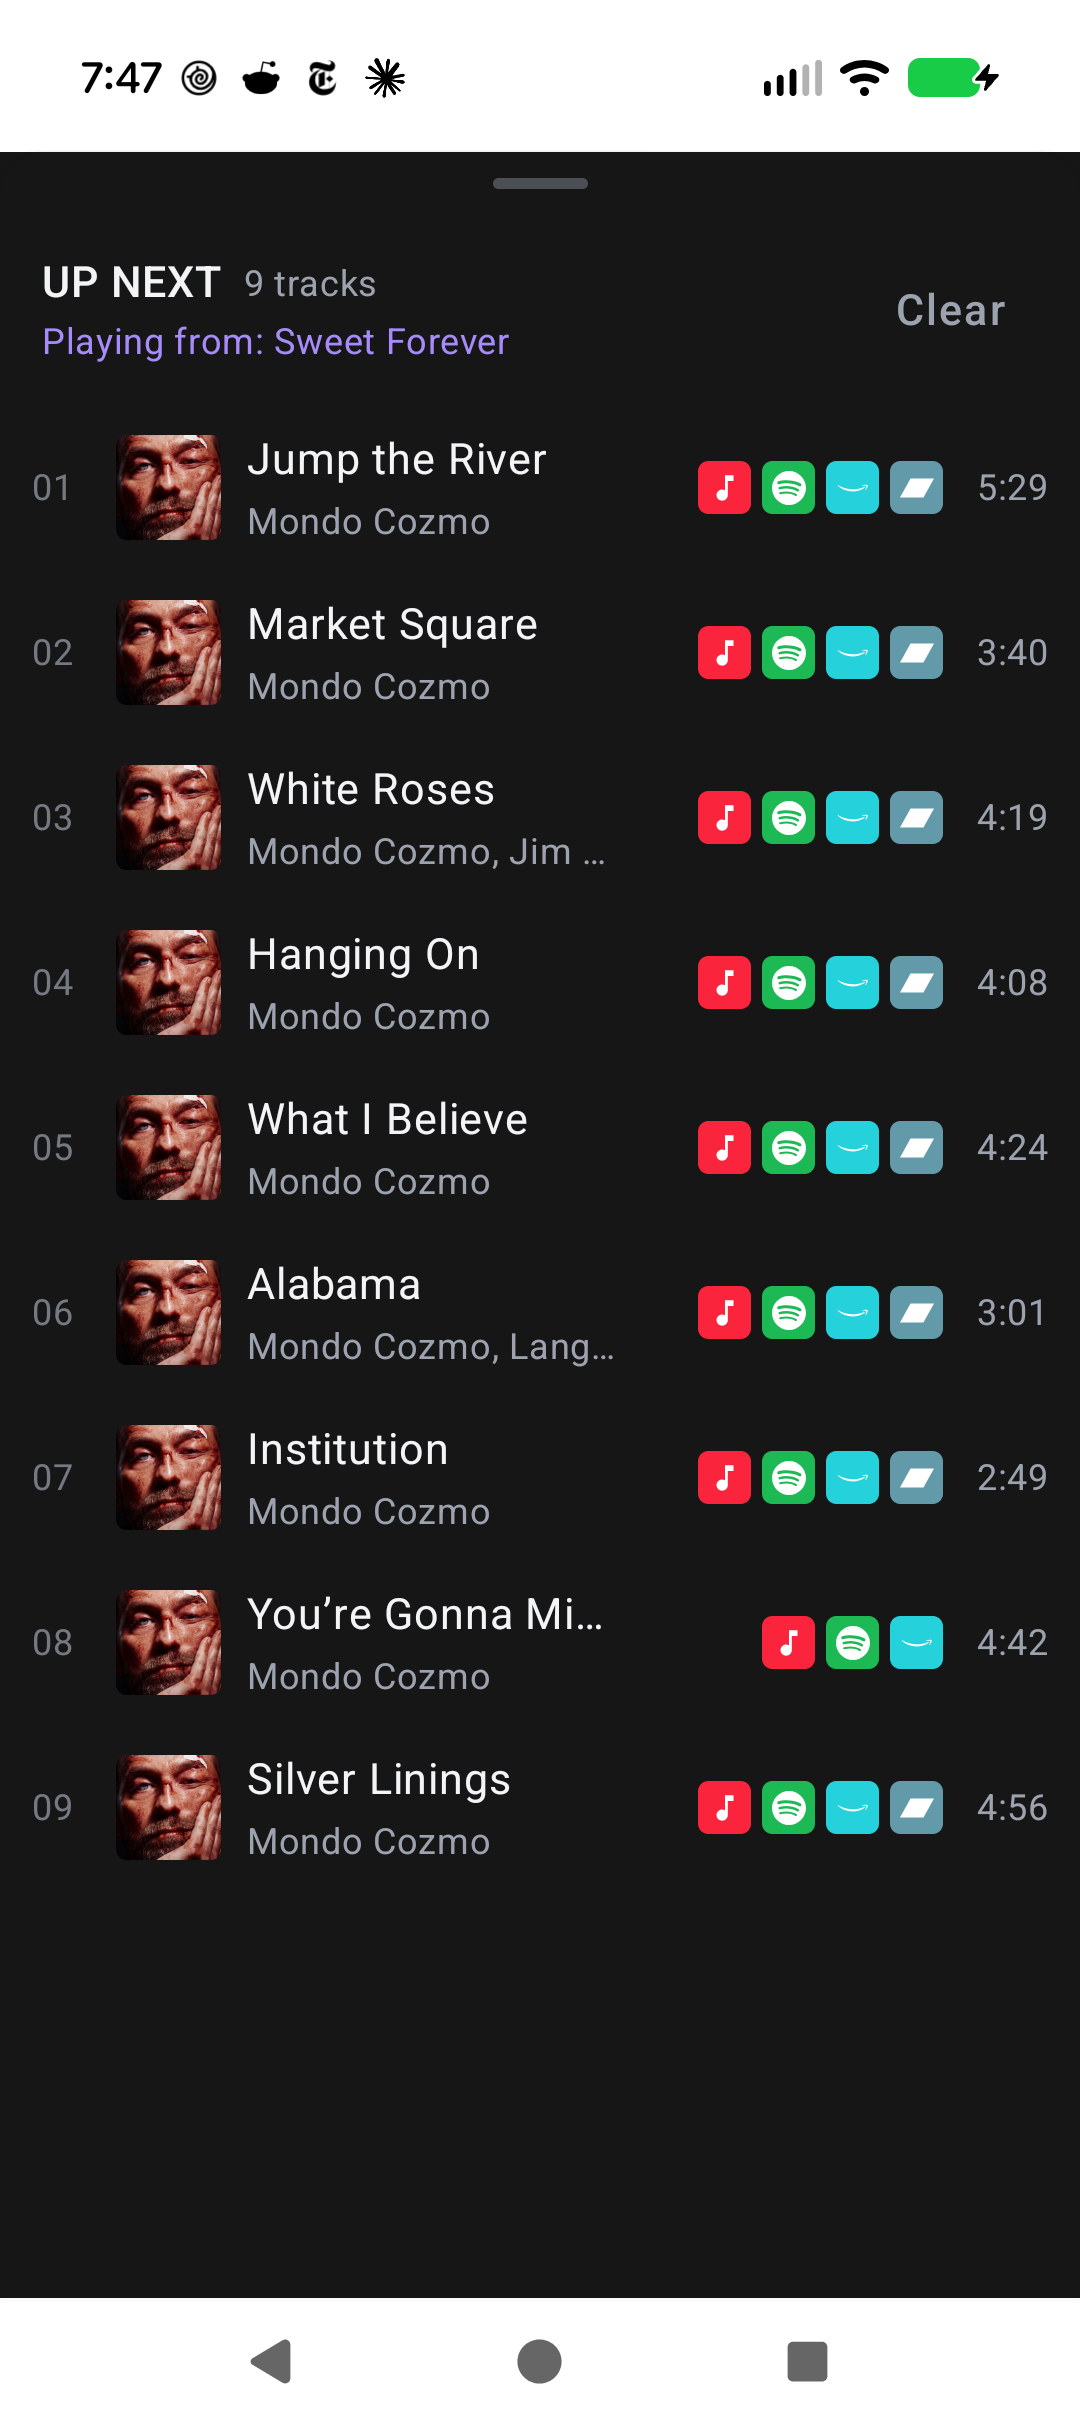 7:47
UP NEXT 9 tracks
Playing from: Sweet Forever
Clear
01
Jump the River
Mondo Cozmo
5:29
02
Market Square
Mondo Cozmo
3:40
03
White Roses
Mondo Cozmo, Jim ...
4:19
04
Hanging On
Mondo Cozmo
4:08
05
What I Believe
Mondo Cozmo
4:24
06
Alabama
Mondo Cozmo, Lang...
3:01
07
Institution
Mondo Cozmo
2:49
08
You’re Gonna Mi...
Mondo Cozmo
4:42
09
Silver Linings
Mondo Cozmo
4:56